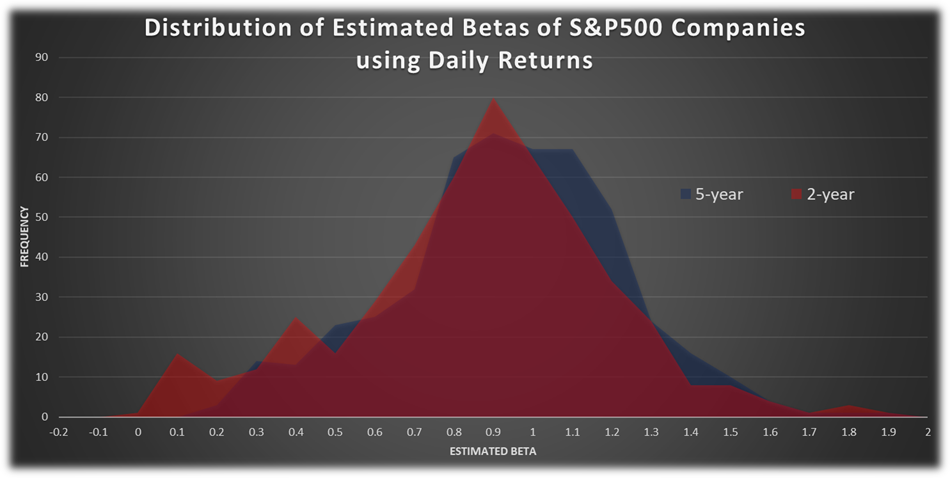 Distribution of Estimated Betas of S&P500 Companies
using Daily Returns
90
80
70
60
50
40
30
20
10
0
FREQUENCY
5-year 2-year
-0.2 -0.1 0 0.1 0.2 0.3 0.4 0.5 0.6 0.7 0.8 0.9 1 1.1 1.2 1.3 1.4 1.5 1.6 1.7 1.8 1.9 2
ESTIMATED BETA